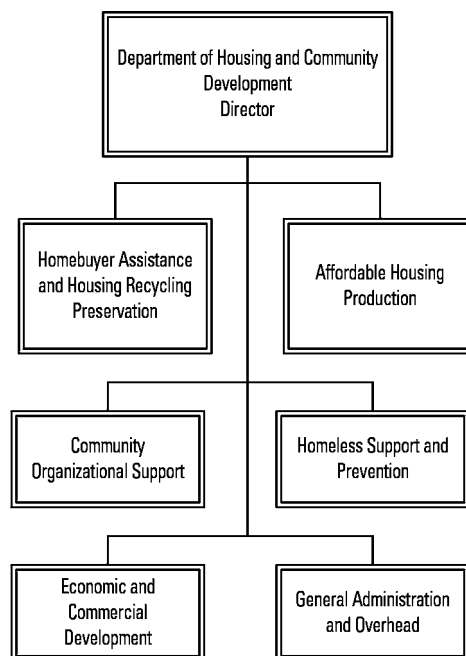 Department of Housing and Community
Development
Director
Homebuyer Assistance
and Housing Recycling
Preservation
Affordable Housing
Production
Community
Organizational Support
Homeless Support and
Prevention
Economic and
Commercial
Development
General Administration
and Overhead